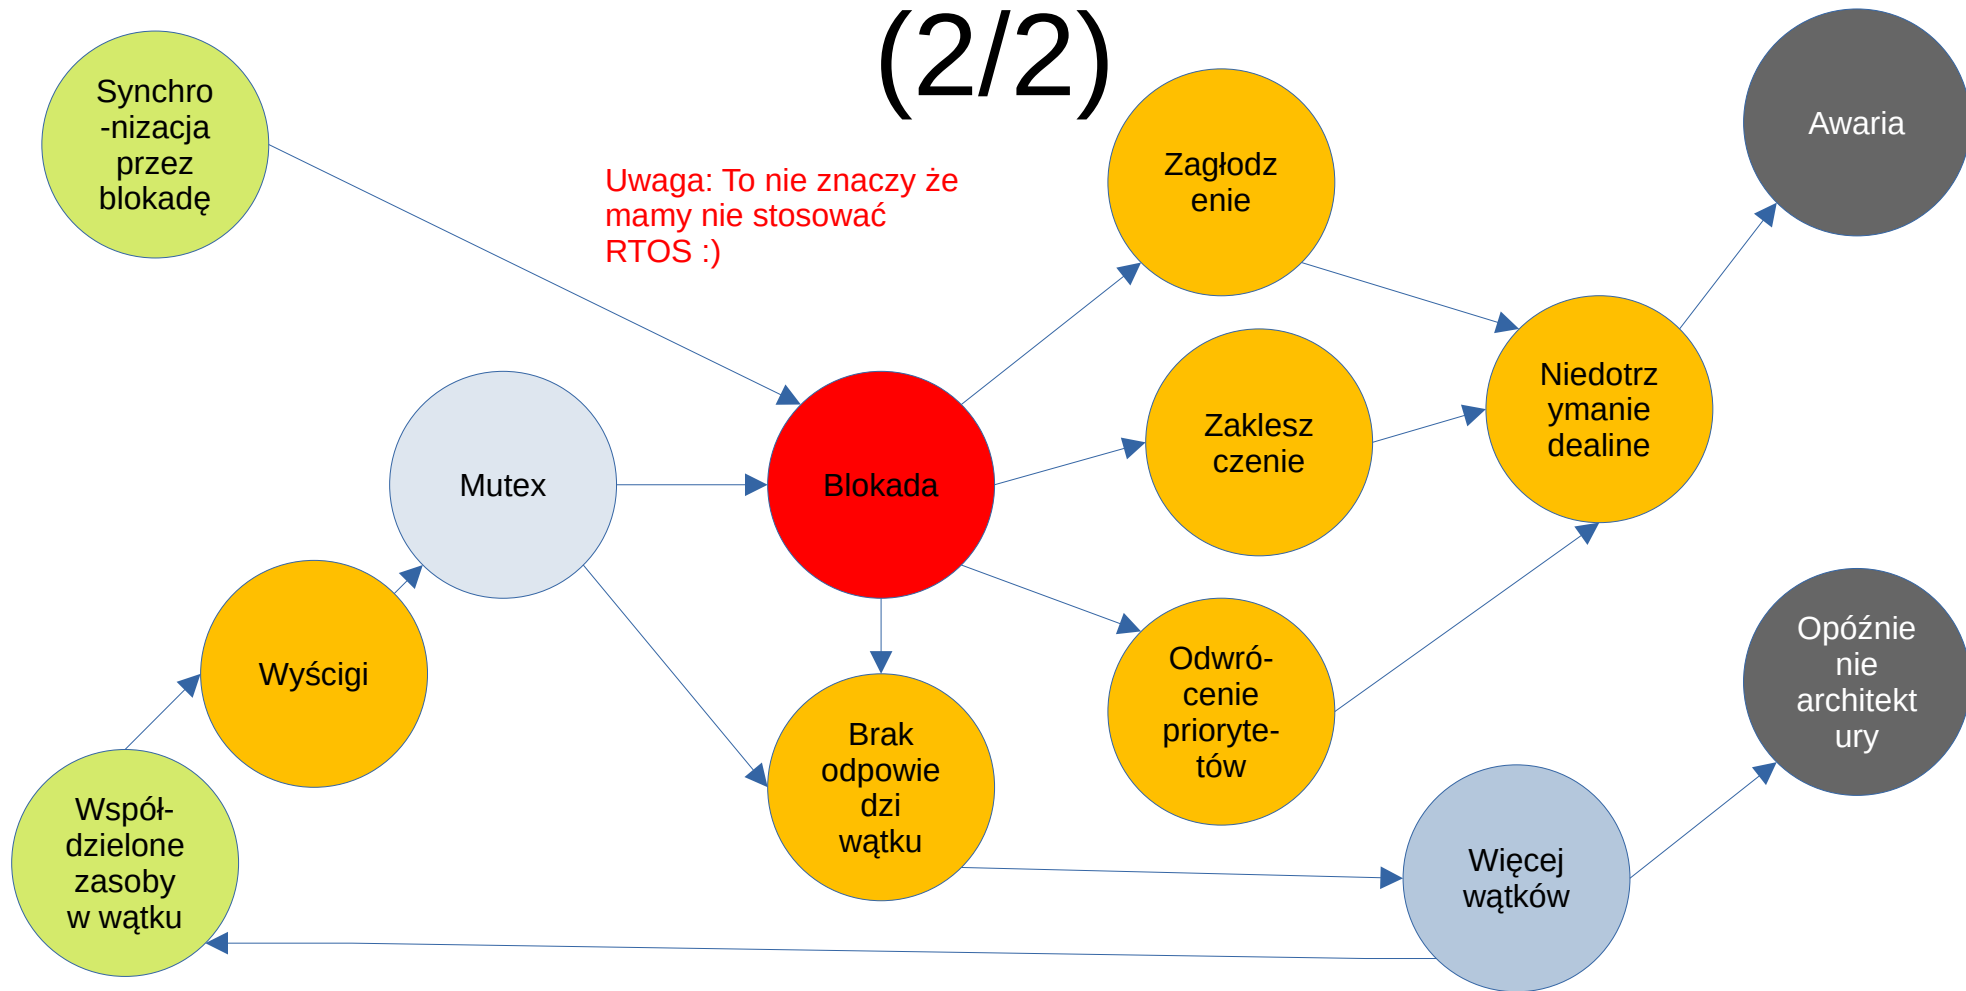 (2/2)
Synchro
-nizacja
przez
blokadę
Uwaga: To nie znaczy że
mamy nie stosować
RTOS :)
Zagłodz
enie
Awaria
Zaklesz
czenie
Niedotrz
ymanie
dealine
Mutex
Blokada
Wyścigi
Odwró-
cenie
prioryte-
tów
Opóźnie
nie
architekt
ury
Brak
odpowie
dzi
wątku
Współ-
dzielone
zasoby
w wątku
Więcej
wątków